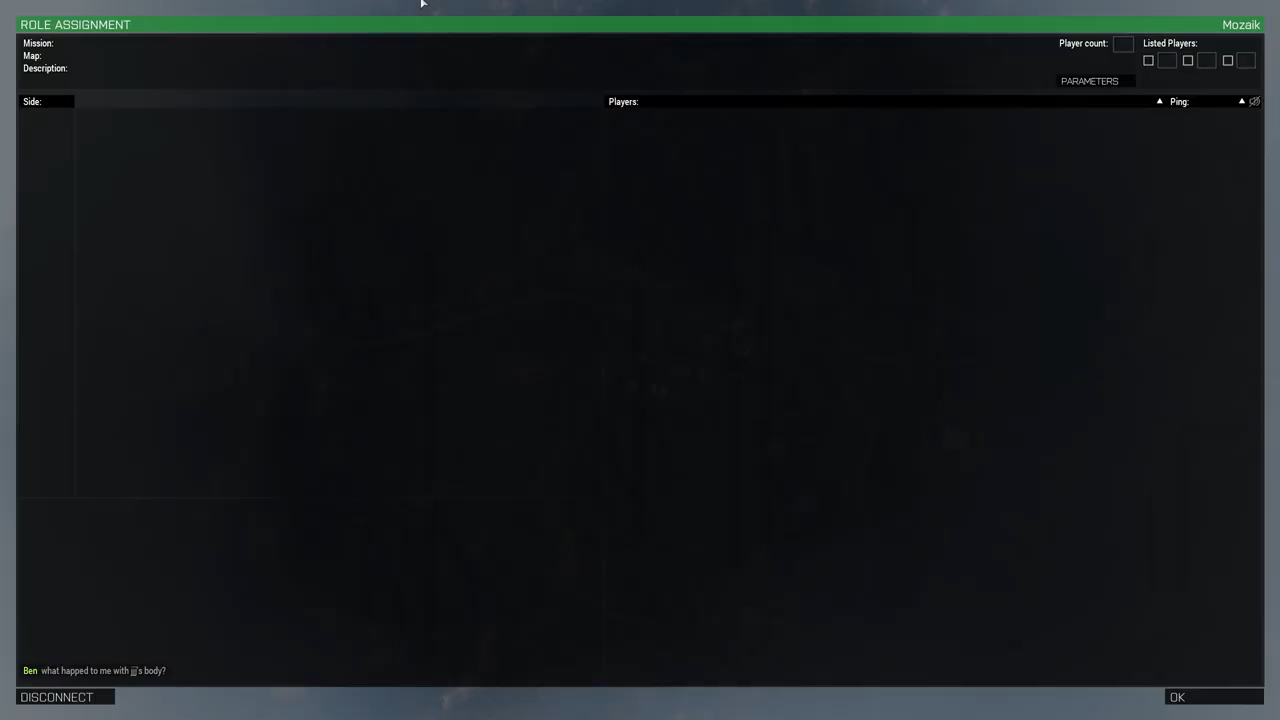 ROLE ASSIGNMENT
Mozaik
Mission:
Map:
Description:
Player count:
Listed Players:
PARAMETERS
Side:
Players:
Ping:
Ben what happed to me with 's body?
DISCONNECT
OK